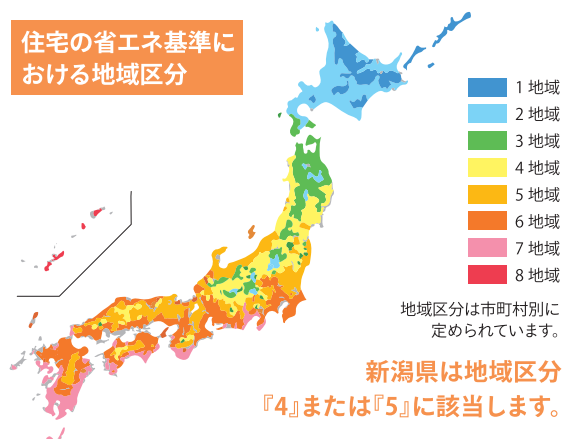 住宅の省エネ基準に
おける地域区分
1 地域
2 地域
3 地域
4 地域
5 地域
6 地域
7 地域
8 地域
地域区分は市町村別に
定められています。
新潟県は地域区分
『4』または『5』に該当します。